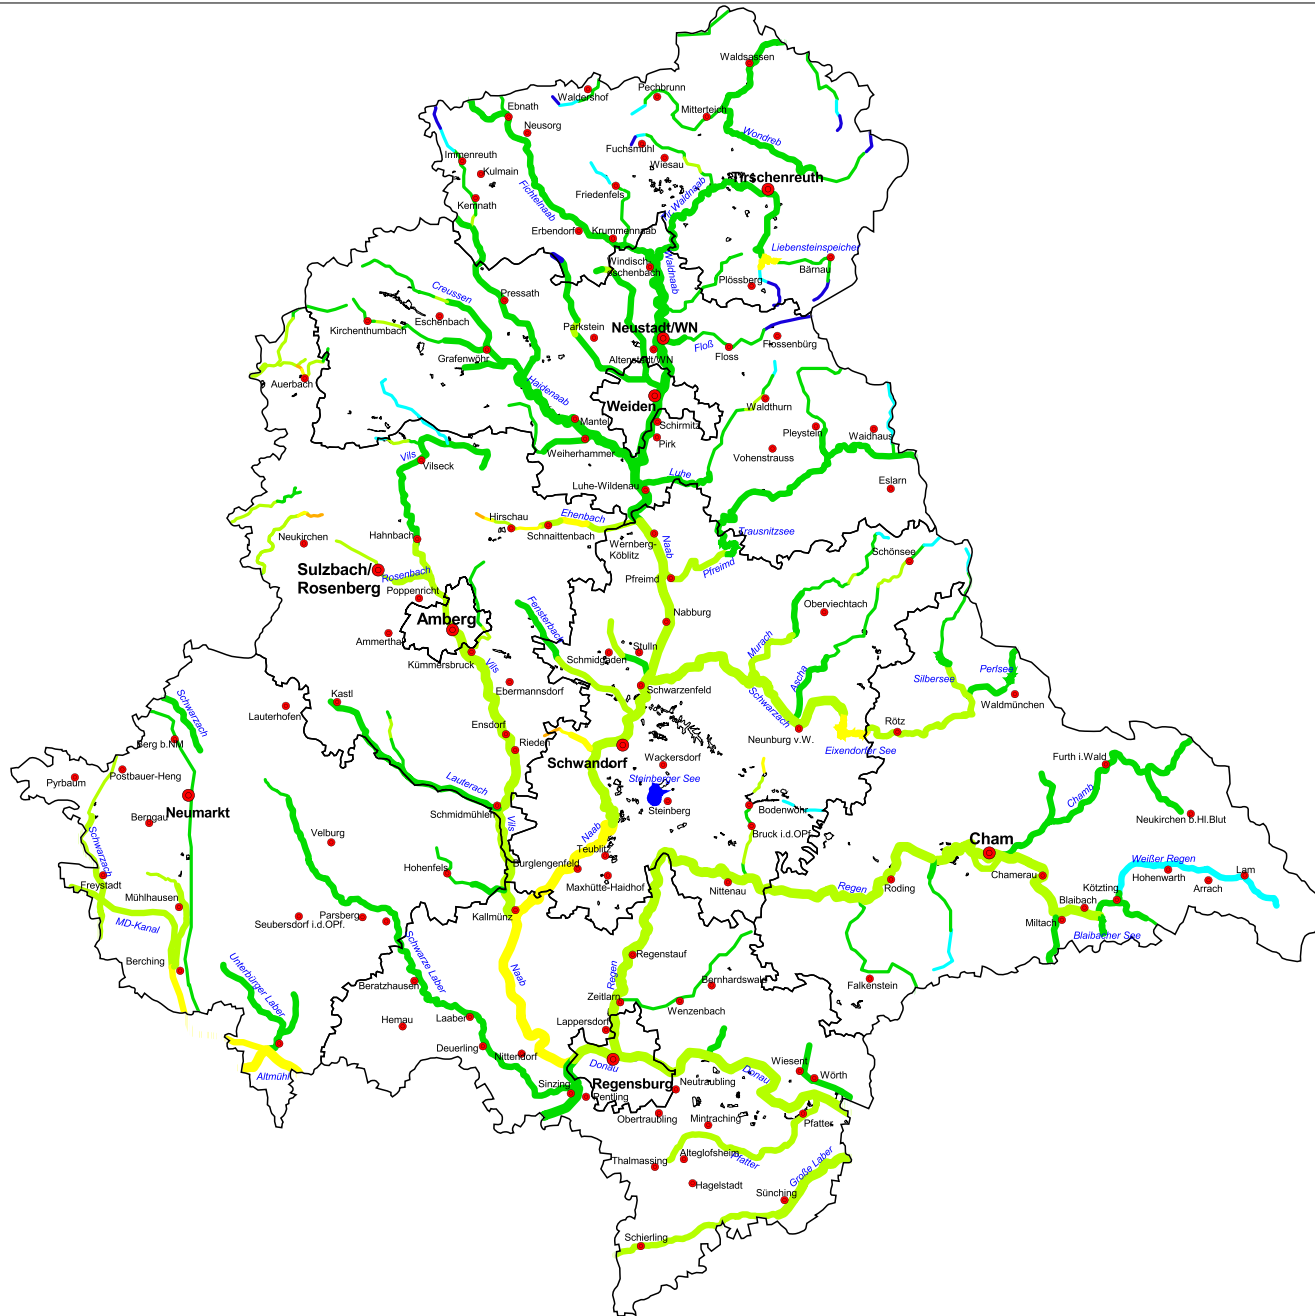 Waldsassen
Waldershof
Pechbrunn
Mitterteich
Ebnath
Neusorg
Wondreb
Fuchsmühl
Wiesau
Immenreuth
Kulmain
Tirschenreuth
Friedenfels
Kemnath
Fichtelnaab
Erbendorf
Krummennaab
Liebensteinspeicher
Windisch-
eschenbach
Waldnaab
Bärnau
Plössberg
Creussen
Pressath
Eschenbach
Kirchenthumbach
Parkstein
Neustadt/WN
Floß
Floss
Flossenbürg
Grafenwöhr
Altenstadt/WN
Auerbach
Haidenaab
Weiden
Waldthurn
Mantel
Schirmitz
Pirk
Pleystein
Waidhaus
Weiherhammer
Vohenstrauss
Vils
Vilseck
Luhe
Luhe-Wildenau
Eslarn
Hirschau
Ehenbach
Schnaittenbach
Trausnitzsee
Neukirchen
Hahnbach
Wernberg-
Köblitz
Naab
Schönsee
Sulzbach/
Rosenberg
Rosenbach
Pfreimd
Pfreimd
Poppenricht
Amberg
Fensterbach
Nabburg
Oberviechtach
Ammerthal
Kümmersbruck
Vils
Schmidgaden
Stulln
Murach
Ascha
Silbersee
Perlsee
Ebermannsdorf
Schwarzenfeld
Schwarzach
Waldmünchen
Schwarzach
Kastl
Lauterhofen
Ensdorf
Rieden
Neunburg v.W.
Rötz
Eixendorfer See
Berg b.NM
Schwandorf
Wackersdorf
Furth i.Wald
Pyrbaum
Postbauer-Heng
Steinberger See
Lauterach
Chamb
Neumarkt
Berngau
Schmidmühlen
Steinberg
Bodenwöhr
Neukirchen b.Hl.Blut
Velburg
Vils
Naab
Bruck i.d.OPf.
Cham
Schwarzach
Teublitz
Hohenfels
Burglengenfeld
Weißer Regen
Hohenwarth
Lam
Freystadt
Maxhütte-Haidhof
Nittenau
Regen
Roding
Chamerau
Kötzting
Arrach
Mühlhausen
Blaibach
MD-Kanal
Seubersdorf i.d.OPf.
Parsberg
Kallmünz
Miltach
Blaibacher See
Berching
Unterbürger Laber
Schwarze Laber
Naab
Regenstauf
Regen
Beratzhausen
Bernhardswald
Falkenstein
Zeitlarn
Wenzenbach
Hemau
Laaber
Lappersdorf
Deuerling
Nittendorf
Wiesent
Wörth
Altmühl
Donau
Donau
Sinzing
Regensburg
Neutraubling
Pentling
Obertraubling
Mintraching
Pfatter
Thalmassing
Alteglofsheim
Pfatter
Große Laber
Hagelstadt
Sünching
Schierling